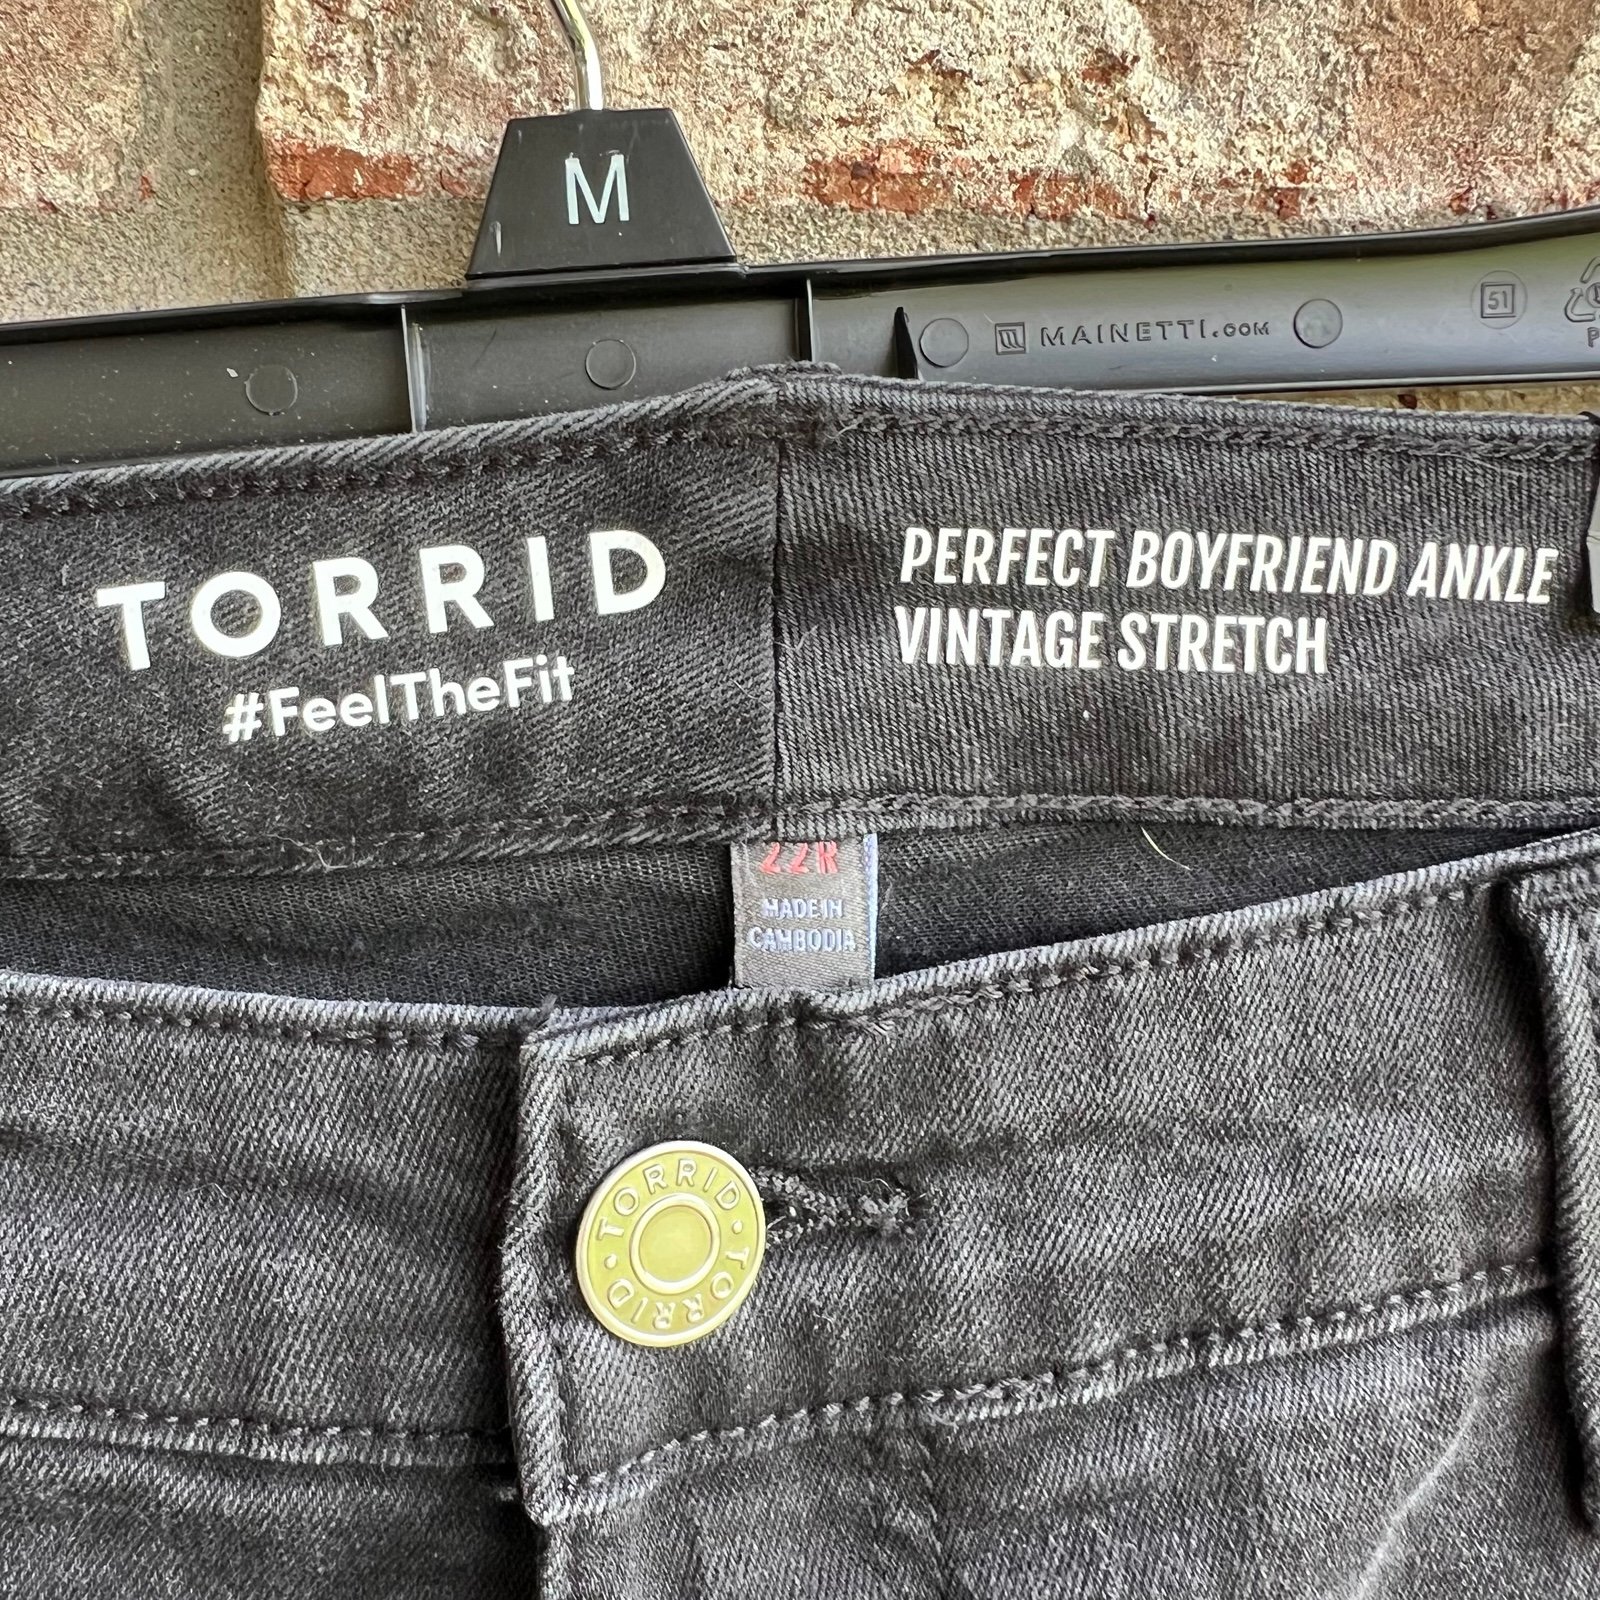 M
MAINETTI.COM
51
TORRID
#FeelTheFit
PERFECT BOYFRIEND ANKLE
VINTAGE STRETCH
22R
MADE IN
CAMBODIA
TORRID • TORRID •